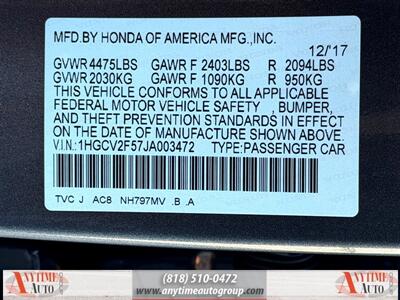 MFD.BY HONDA OF AMERICA MFG.,INC.
12/'17
GVWR 4475LBS GAWR F 2403LBS R 2094LBS
GVWR 2030KG GAWR F 1090KG R 950KG
THIS VEHICLE CONFORMS TO ALL APPLICABLE
FEDERAL MOTOR VEHICLE SAFETY , BUMPER,
AND THEFT PREVENTION STANDARDS IN EFFECT
ON THE DATE OF MANUFACTURE SHOWN ABOVE.
V.I.N:1HGCV2F57JA003472 TYPE:PASSENGER CAR
TVC J AC8 NH797MV .B .A
ANYTIME AUTO
(818) 510-0472
www.anytimeautogroup.com
ANYTIME AUTO